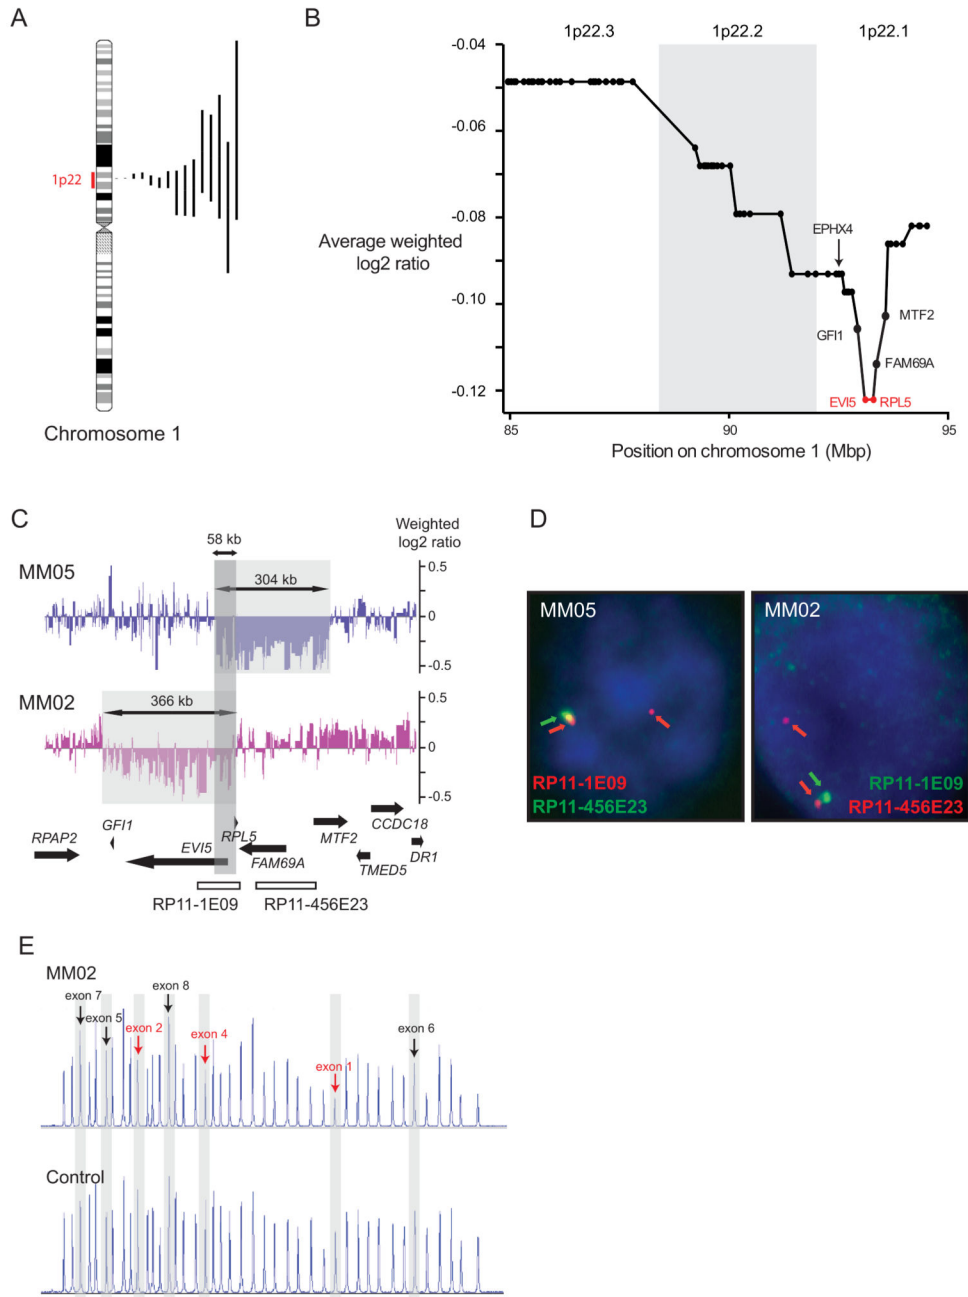 A
1p22
Chromosome 1
B
1p22.3 1p22.2 1p22.1
-0.04
-0.06
-0.08
-0.10
-0.12
Average weighted
log2 ratio
EPHX4
GFI1
MTF2
FAM69A
EVI5
RPL5
85 90 95
Position on chromosome 1 (Mbp)
C
Weighted
log2 ratio
58 kb
MM05
304 kb
0.5
0
-0.5
MM02
366 kb
0.5
0
-0.5
RPAP2
GFI1
EVI5
RPL5
FAM69A
MTF2
CCDC18
TMED5
DR1
RP11-1E09
RP11-456E23
D
MM05
RP11-1E09
RP11-456E23
MM02
RP11-1E09
RP11-456E23
E
MM02
exon 7
exon 5
exon 2
exon 8
exon 4
exon 1
exon 6
Control